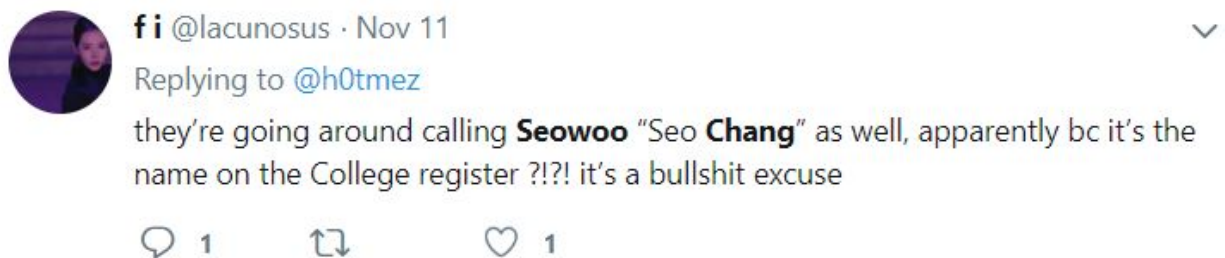 f i @lacunosus · Nov 11
Replying to @h0tmez
they’re going around calling Seowoo “Seo Chang” as well, apparently bc it’s the
name on the College register ?!?! it’s a bullshit excuse
1 1